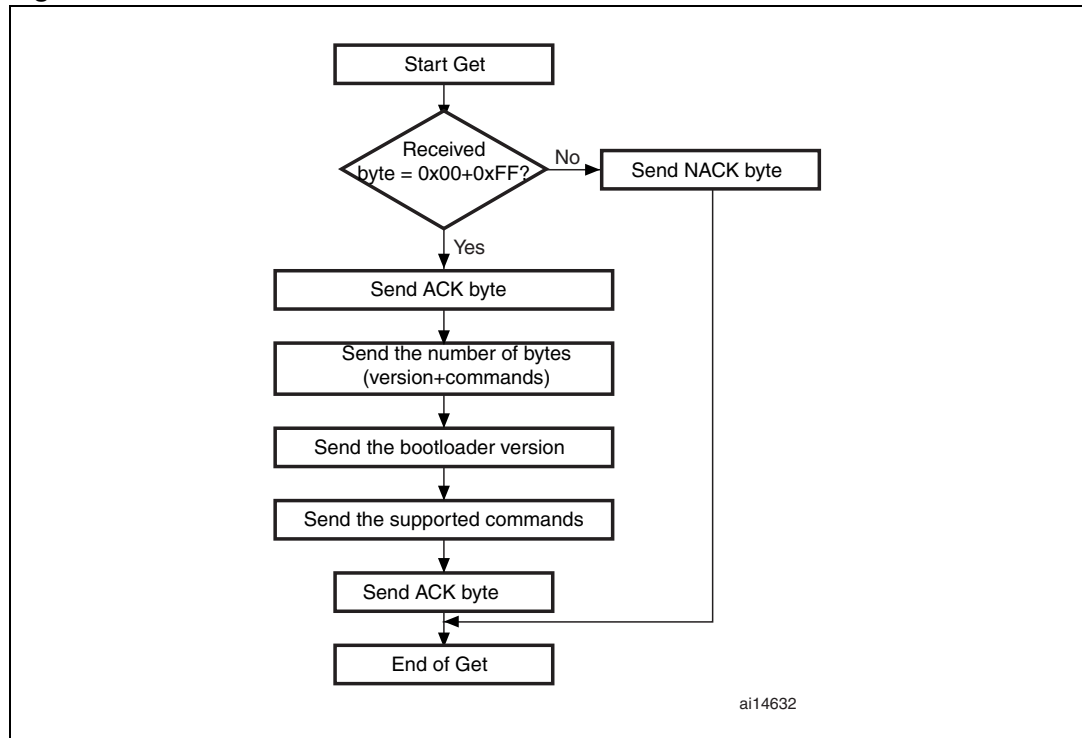 Start Get
Received
byte = 0x00+0xFF?
No
Send NACK byte
Yes
Send ACK byte
Send the number of bytes
(version+commands)
Send the bootloader version
Send the supported commands
Send ACK byte
End of Get
ai14632